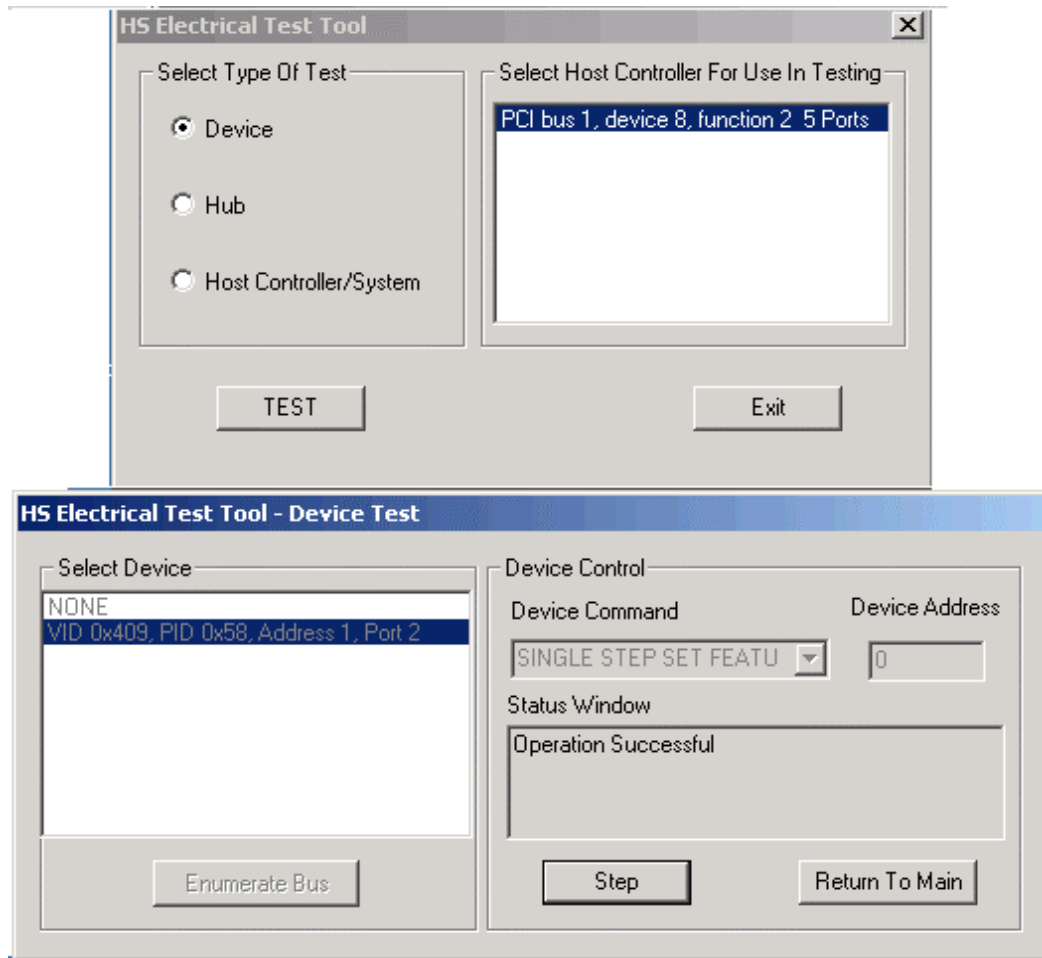 HS Electrical Test Tool
Select Type Of Test
Device
Hub
Host Controller/System
Select Host Controller For Use In Testing
PCI bus 1, device 8, function 2 5 Ports
TEST
Exit
HS Electrical Test Tool - Device Test
Select Device
NONE
VID 0x409, PID 0x58, Address 1, Port 2
Enumerate Bus
Device Control
Device Command
Device Address
SINGLE STEP SET FEATU
0
Status Window
Operation Successful
Step
Return To Main